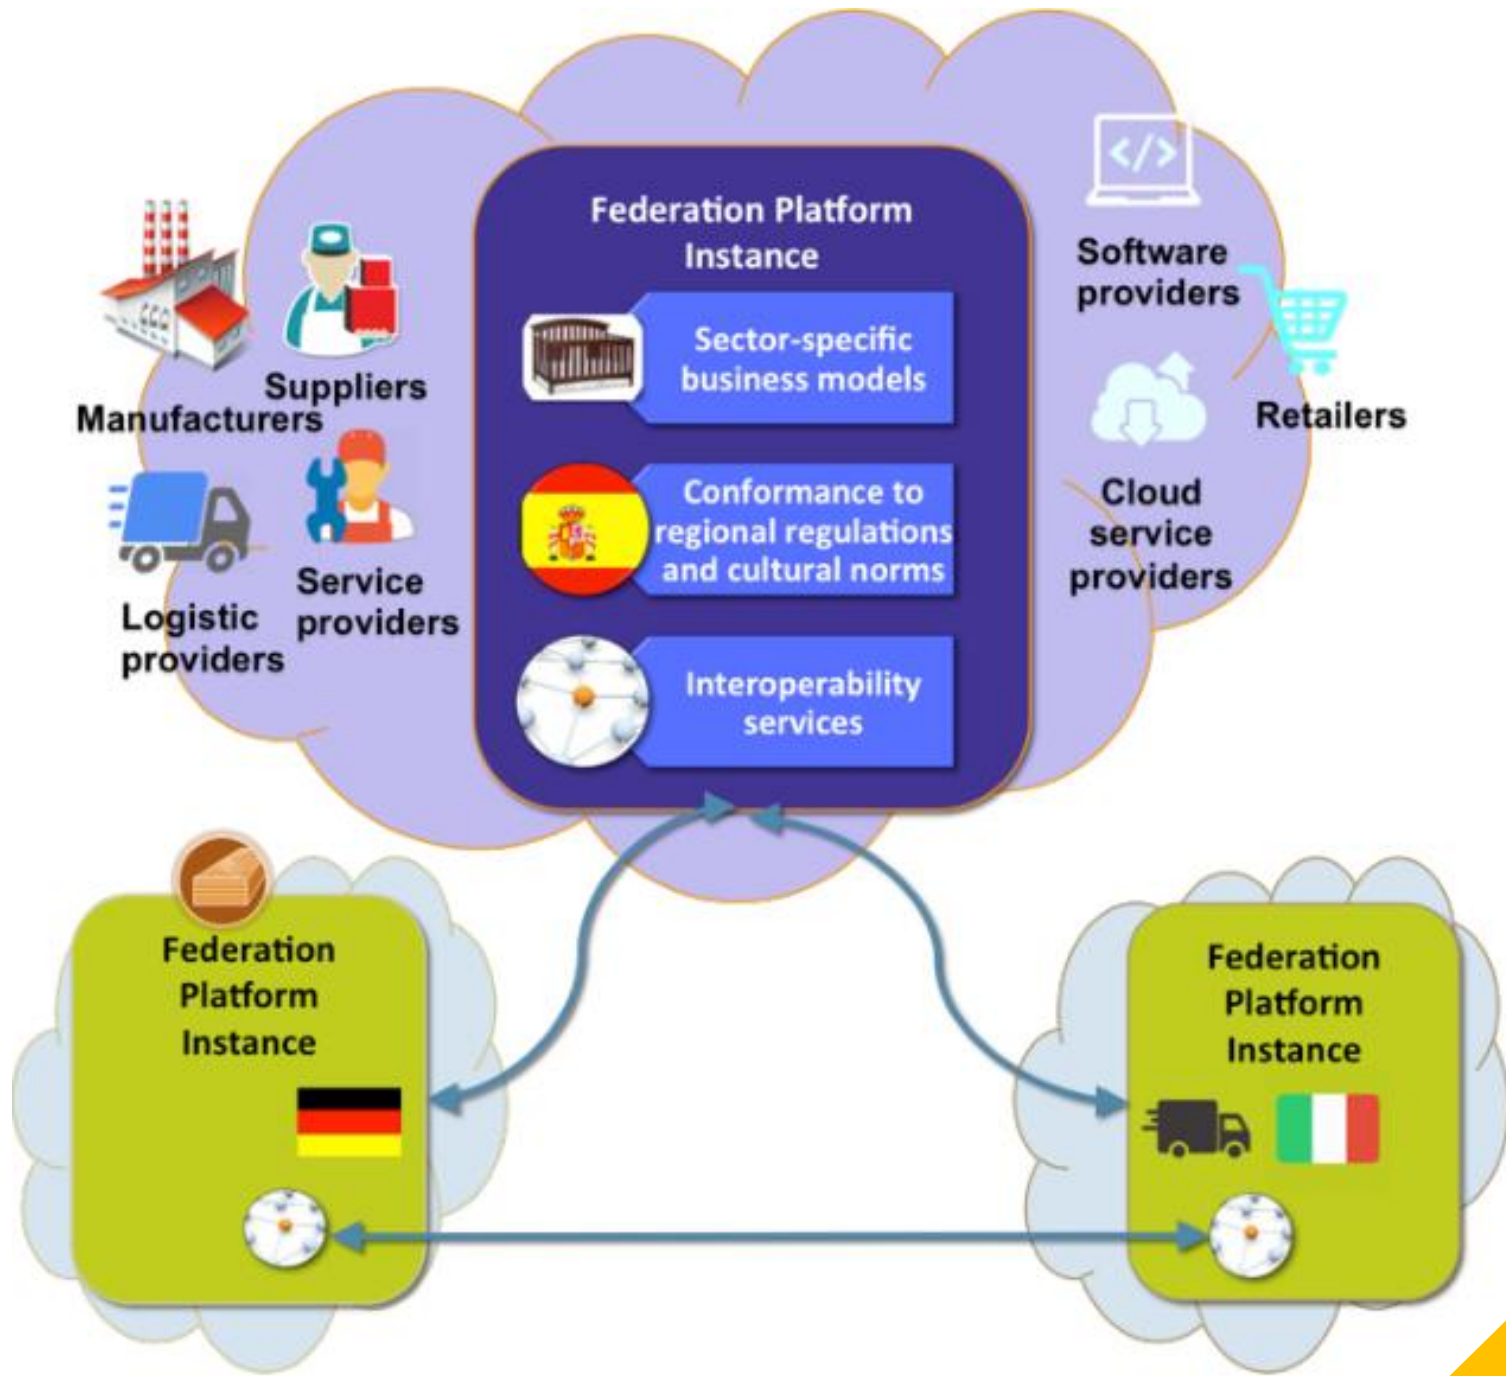 Federation Platform
Instance
Sector-specific
business models
Conformance to
regional regulations
and cultural norms
Interoperability
services
Manufacturers
Suppliers
Logistic
providers
Service
providers
Software
providers
Retailers
Cloud
service
providers
</>
Federation
Platform
Instance
Federation
Platform
Instance